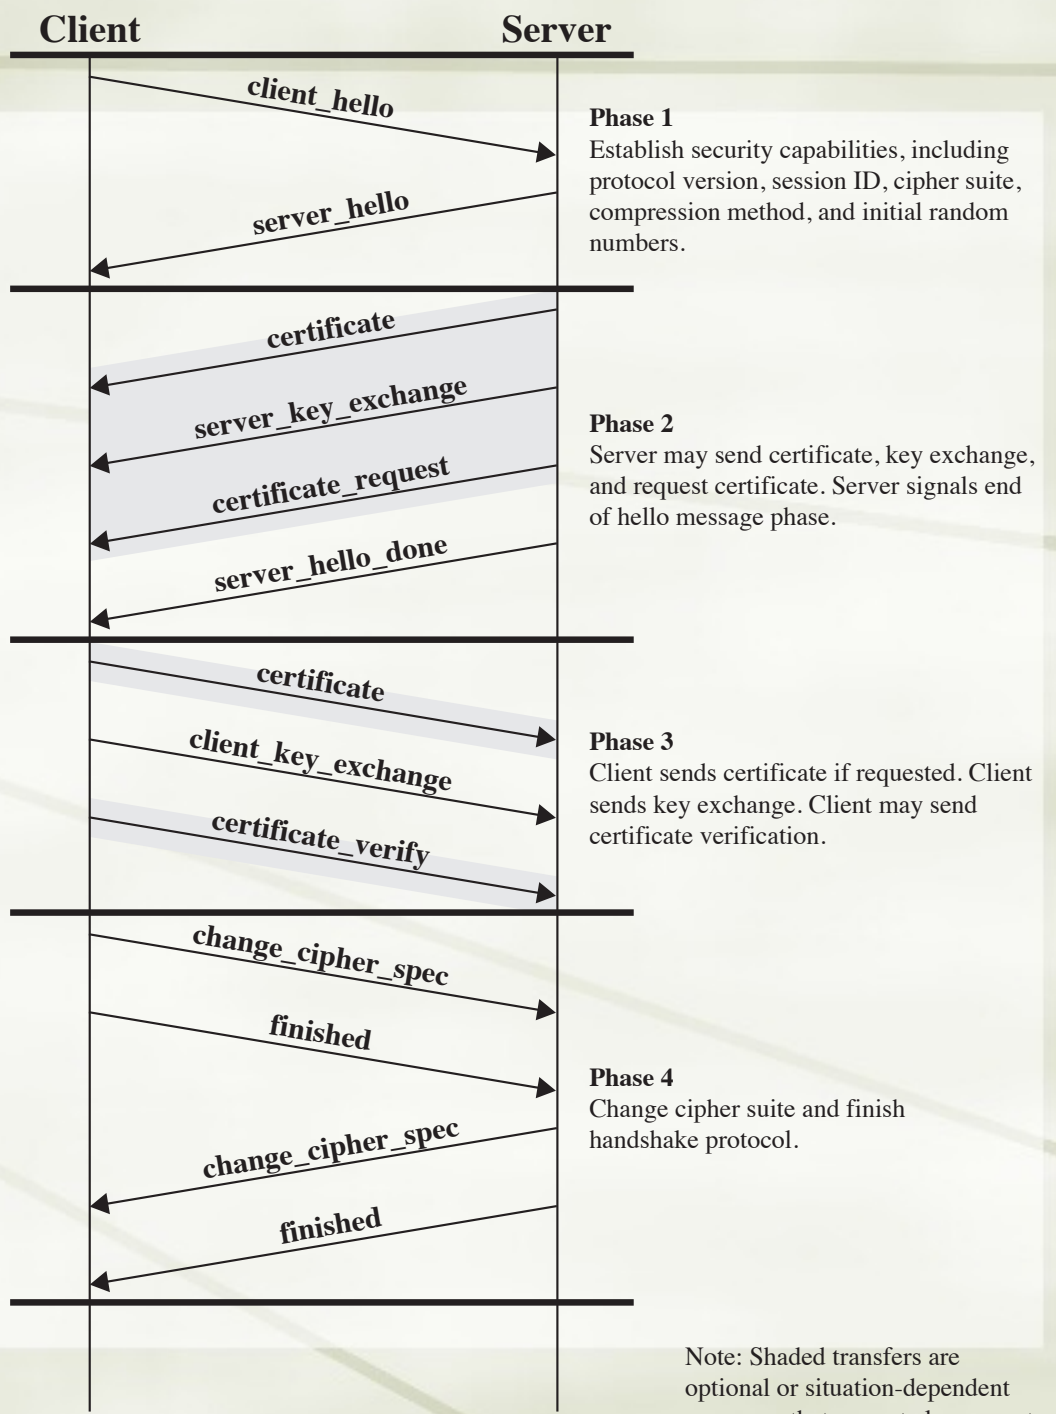 Client
Server
client_hello
server_hello
Phase 1
Establish security capabilities, including
protocol version, session ID, cipher suite,
compression method, and initial random
numbers.
certificate
server_key_exchange
certificate_request
server_hello_done
Phase 2
Server may send certificate, key exchange,
and request certificate. Server signals end
of hello message phase.
certificate
client_key_exchange
certificate_verify
Phase 3
Client sends certificate if requested. Client
sends key exchange. Client may send
certificate verification.
change_cipher_spec
finished
change_cipher_spec
finished
Phase 4
Change cipher suite and finish
handshake protocol.
Note: Shaded transfers are
optional or situation-dependent